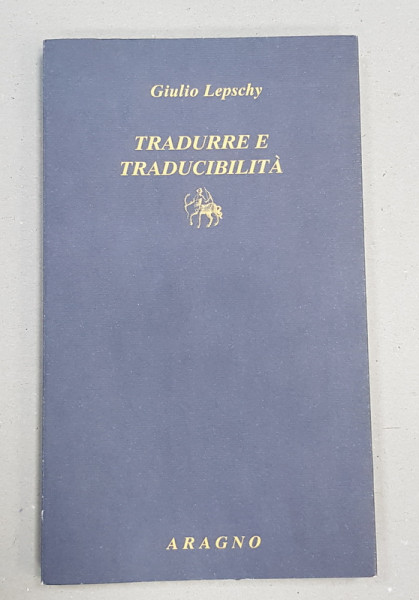 Giulio Lepschy
TRADURRE E
TRADUCIBILITÀ
ARAGNO